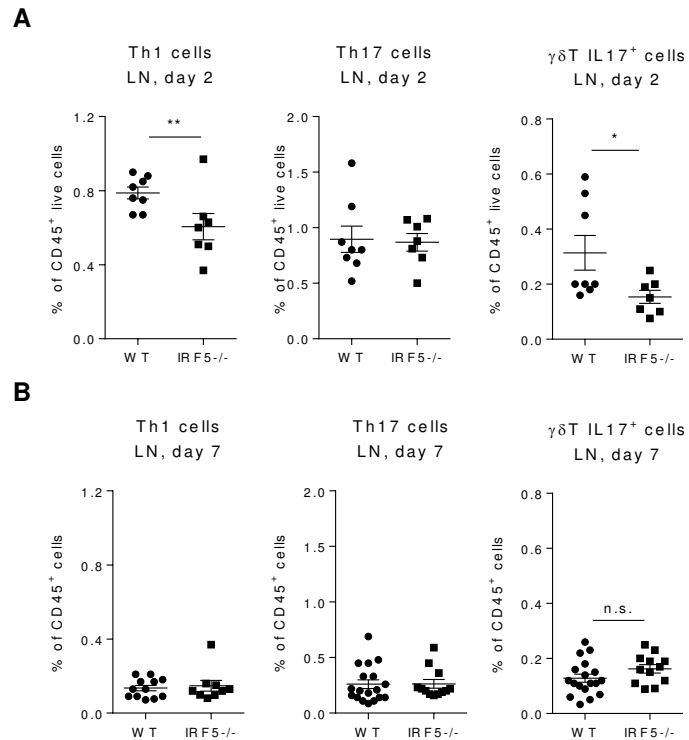 A
Th1 cells
LN, day 2
% of CD45⁺ live cells
1.2
0.8
0.4
0.0
**
WT
IRF5-/-
Th17 cells
LN, day 2
% of CD45⁺ live cells
2.0
1.5
1.0
0.5
0.0
WT
IRF5-/-
γδT IL17⁺ cells
LN, day 2
% of CD45⁺ live cells
0.8
0.6
0.4
0.2
0.0
*
WT
IRF5-/-
B
Th1 cells
LN, day 7
% of CD45⁺ cells
1.2
0.8
0.4
0.0
WT
IRF5-/-
Th17 cells
LN, day 7
% of CD45⁺ cells
2.0
1.5
1.0
0.5
0.0
WT
IRF5-/-
γδT IL17⁺ cells
LN, day 7
% of CD45⁺ cells
0.8
0.6
0.4
0.2
0.0
n.s.
WT
IRF5-/-